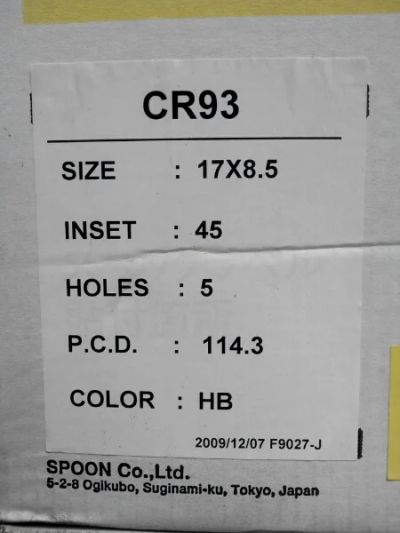 CR93
SIZE : 17X8.5
INSET : 45
HOLES : 5
P.C.D. : 114.3
COLOR : HB
2009/12/07 F9027-J
SPOON Co.,Ltd.
5-2-8 Ogikubo, Suginami-ku, Tokyo, Japan